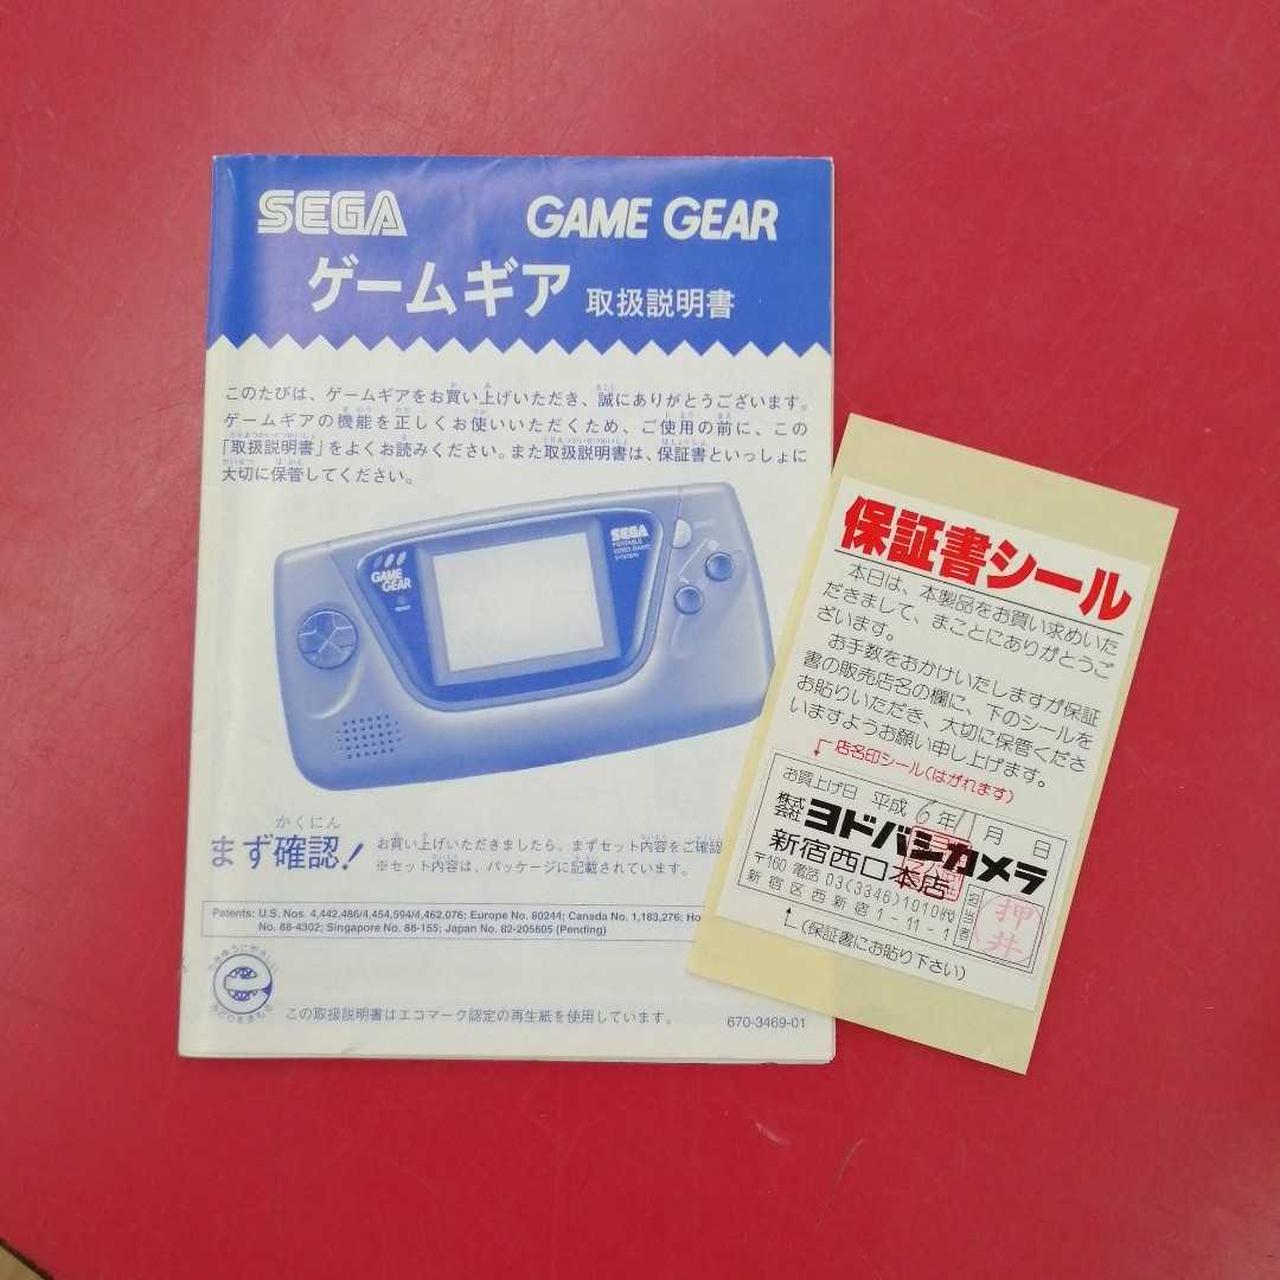 SEGA
GAME GEAR
ゲームギア 取扱説明書
このたびは、ゲームギアをお買い上げいただき、誠にありがとうございます。
ゲームギアの機能を正しくお使いいただくため、ご使用の前に、この
「取扱説明書」をよくお読みください。また取扱説明書は、保証書といっしょに
大切に保管してください。
GAME
GEAR
SEGA
PORTABLE
VIDEO GAME
SYSTEM
まず確認!
かくにん
お買い上げいただきましたら、まずセット内容をご確認
※セット内容は、パッケージに記載されています。
Patents: U.S. Nos. 4,442,486/4,454,594/4,462,076; Europe No. 80244; Canada No. 1,183,276; Ho
No. 88-4302; Singapore No. 88-155; Japan No. 82-205605 (Pending)
この取扱説明書はエコマーク認定の再生紙を使用しています。
670-3469-01
保証書シール
本日は、本製品をお買い求めいた
だきまして、まことにありがとうご
ざいます。
お手数をおかけいたしますが保証
書の販売店名の欄に、下のシールを
お貼りいただき、大切に保管くださ
いますようお願い申し上げます。
店名印シール(はがれます)
お買上げ日 平成 6年 11月 日
株式会社 ヨドバシカメラ
新宿西口本店
〒160 電話 03(3346)1010㈹
新宿区西新宿1-11-1
担当者
押井
(保証書にお貼り下さい)